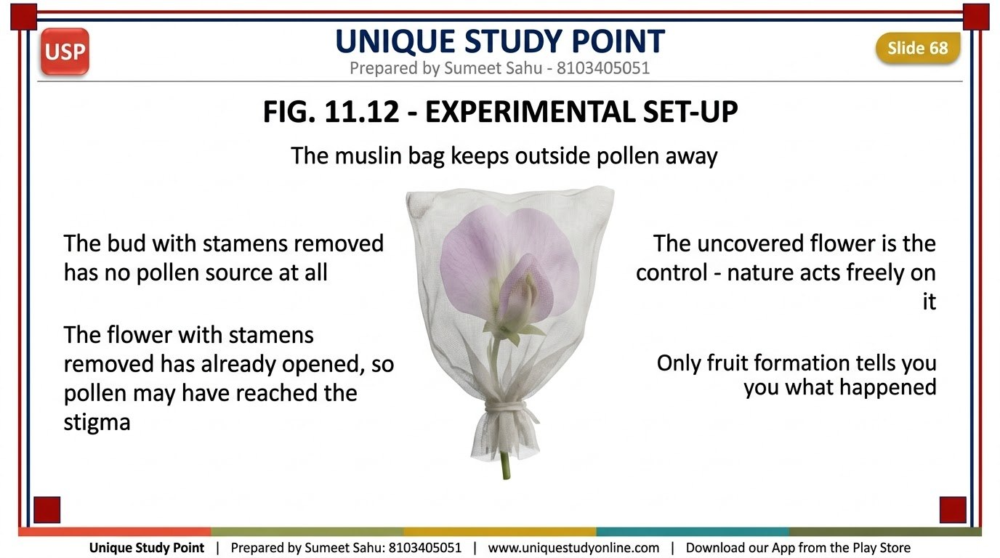 USP
UNIQUE STUDY POINT
Prepared by Sumeet Sahu - 8103405051
Slide 68
FIG. 11.12 - EXPERIMENTAL SET-UP
The muslin bag keeps outside pollen away
The bud with stamens removed
has no pollen source at all
The flower with stamens
removed has already opened, so
pollen may have reached the
stigma
The uncovered flower is the
control - nature acts freely on
it
Only fruit formation tells you
you what happened
Unique Study Point | Prepared by Sumeet Sahu: 8103405051 | www.uniquestudyonline.com | Download our App from the Play Store